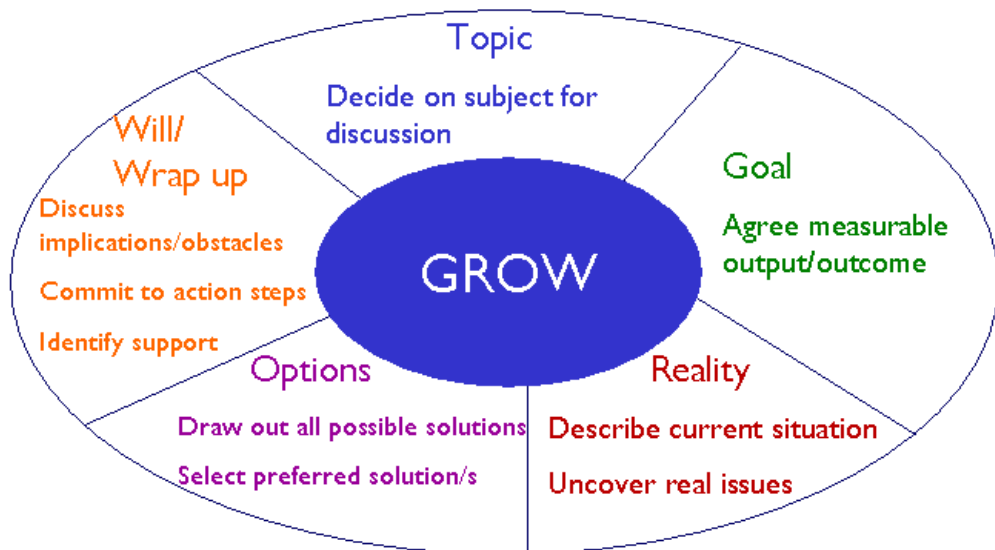 Topic
Decide on subject for
discussion
Goal
Agree measurable
output/outcome
Reality
Describe current situation
Uncover real issues
Options
Draw out all possible solutions
Select preferred solution/s
Will/
Wrap up
Discuss
implications/obstacles
Commit to action steps
Identify support
GROW